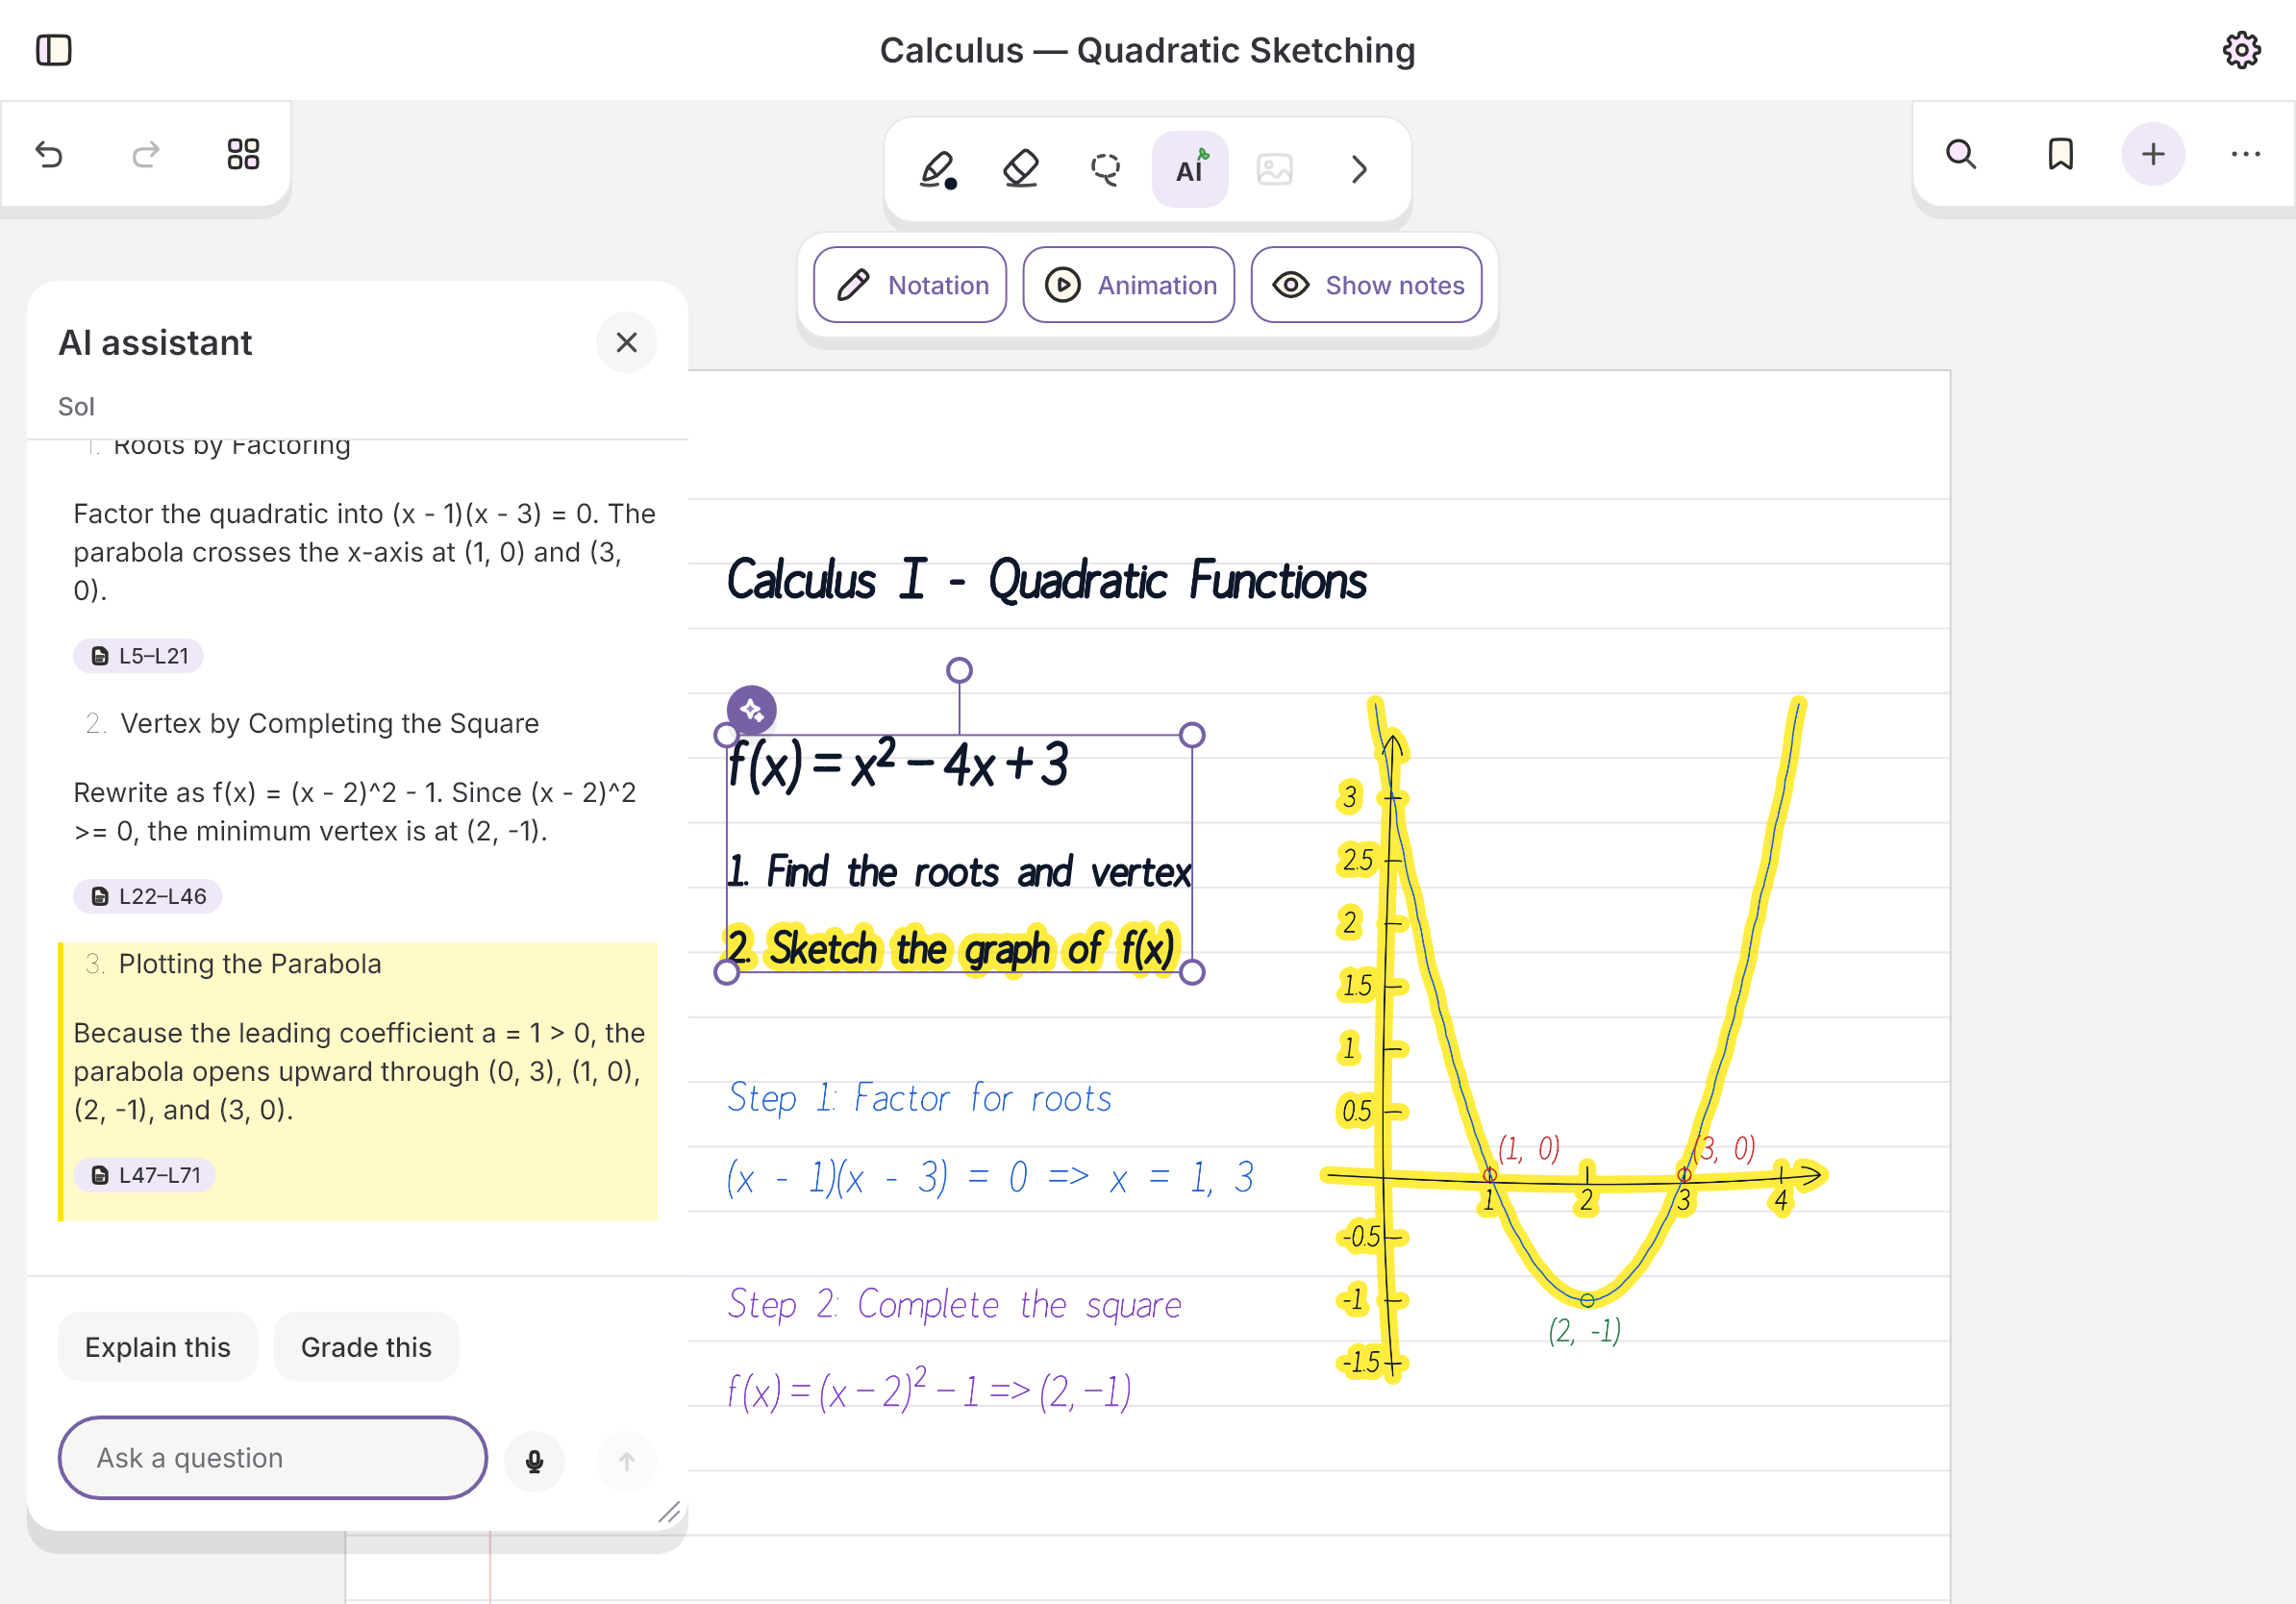 Calculus — Quadratic Sketching
AI
Notation
Animation
Show notes
AI assistant
Sol
1. Roots by Factoring
Factor the quadratic into (x - 1)(x - 3) = 0. The
parabola crosses the x-axis at (1, 0) and (3,
0).
L5–L21
2. Vertex by Completing the Square
Rewrite as f(x) = (x - 2)^2 - 1. Since (x - 2)^2
>= 0, the minimum vertex is at (2, -1).
L22–L46
3. Plotting the Parabola
Because the leading coefficient a = 1 > 0, the
parabola opens upward through (0, 3), (1, 0),
(2, -1), and (3, 0).
L47–L71
Explain this
Grade this
Ask a question
Calculus I - Quadratic Functions
f(x) = x² − 4x + 3
1. Find the roots and vertex
2. Sketch the graph of f(x)
Step 1: Factor for roots
(x - 1)(x - 3) = 0 => x = 1, 3
Step 2: Complete the square
f(x) = (x − 2)² − 1 => (2, −1)
3
2.5
2
1.5
1
0.5
-0.5
-1
-1.5
(1, 0)
(3, 0)
1
2
3
4
(2, -1)